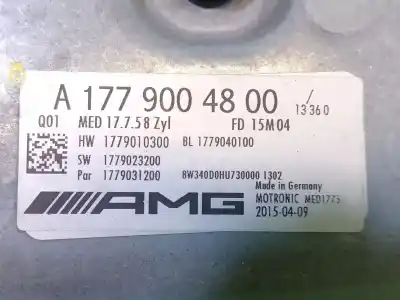 A 177 900 48 00 / 13360
Q01 MED 17.7.5 8 Zyl FD 15M04
HW 1779010300 BL 1779040100
SW 1779023200
Par 1779031200 8W340D0HU730000 1302
Made in Germany
AMG MOTRONIC MED177S
2015-04-09